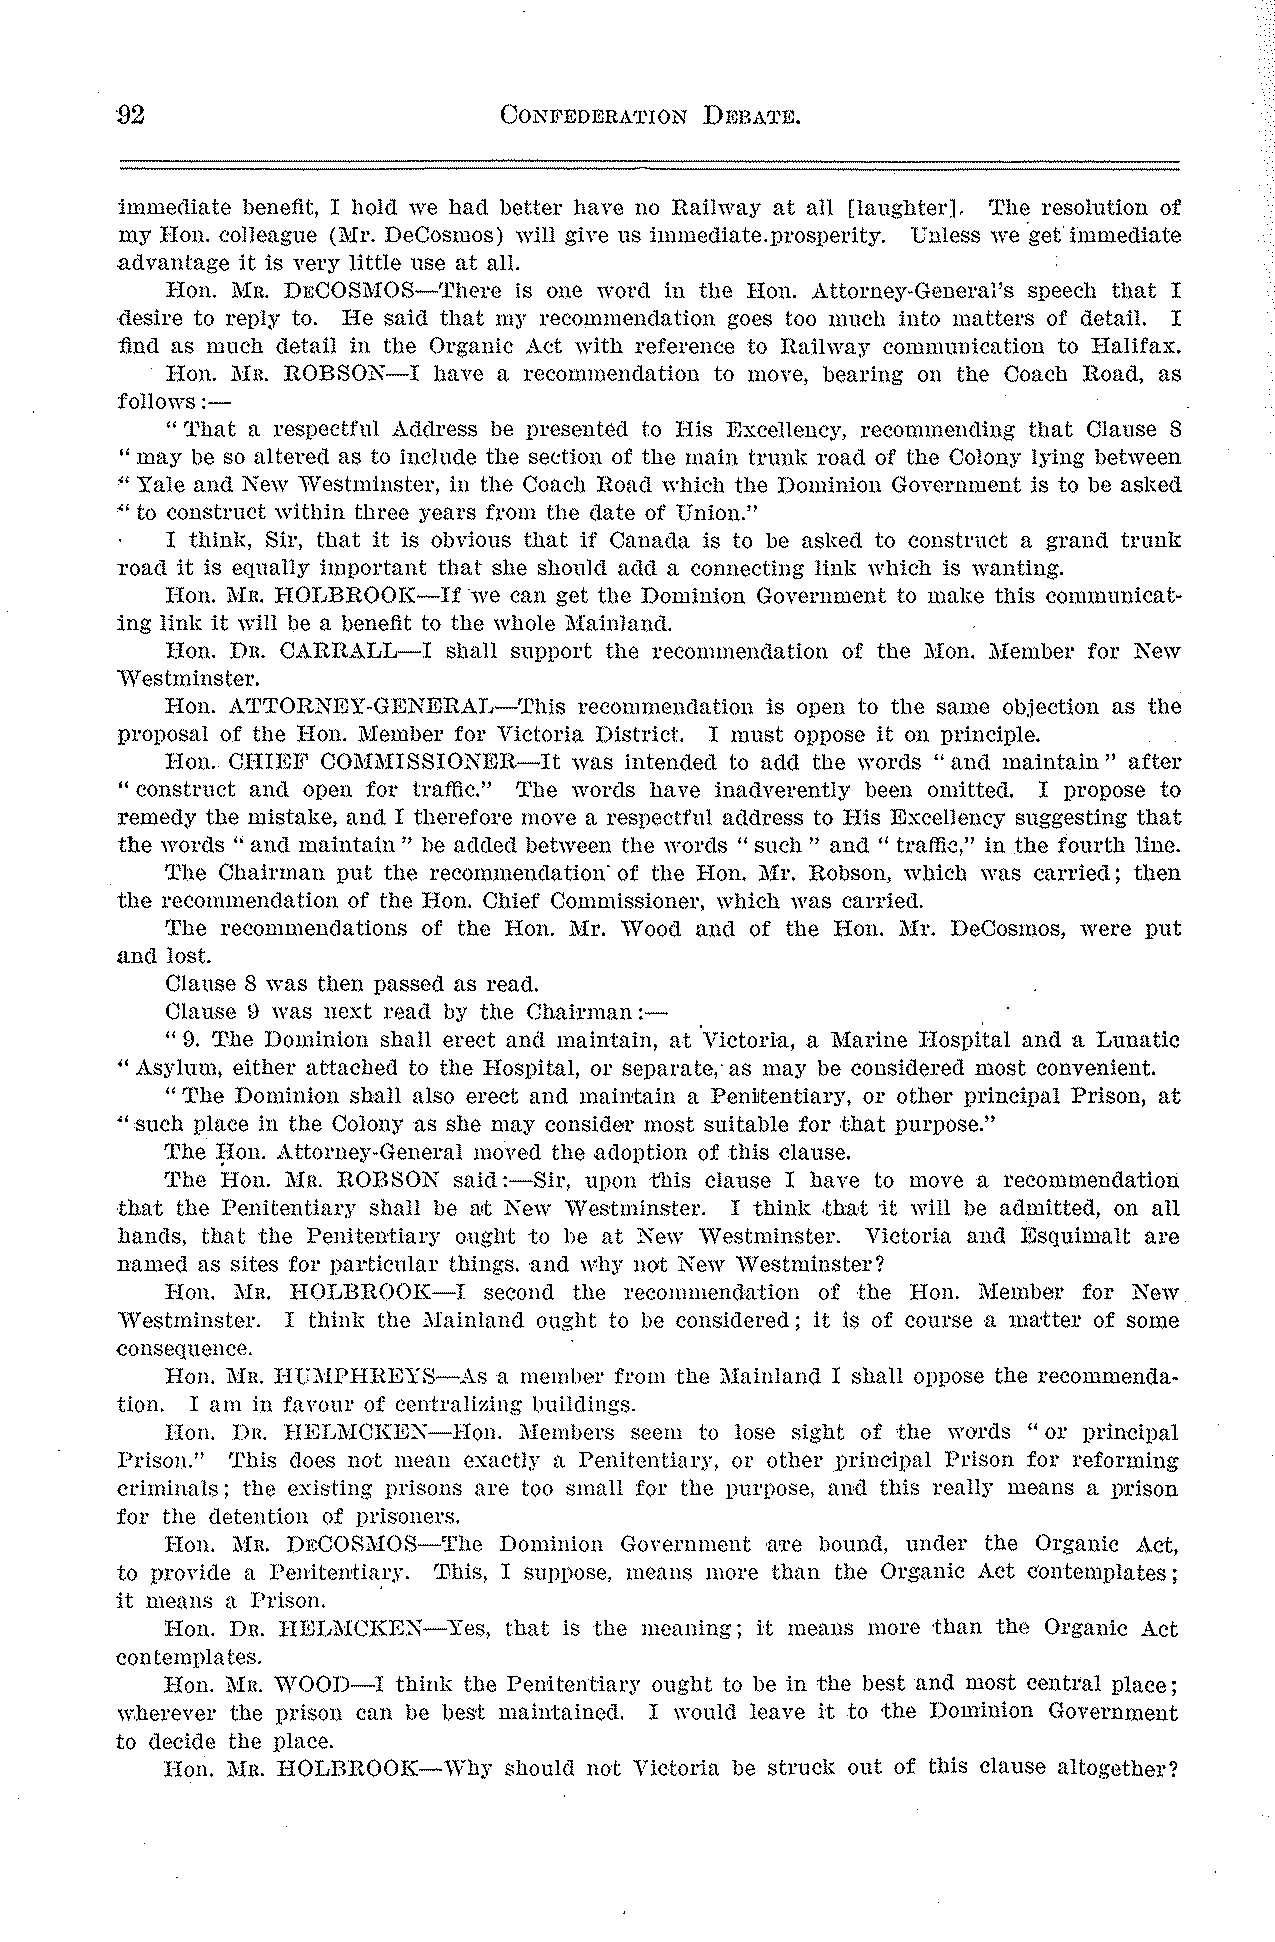 92 CONFEDERATION DEBATE.
immediate benefit, I hold we had better have no Railway at all [laughter]. The resolution of
my Hon. colleague (Mr. DeCosmos) will give us immediate prosperity. Unless we get immediate
advantage it is very little use at all.
Hon. MR. DECOSMOS—There is one word in the Hon. Attorney-General's speech that I
desire to reply to. He said that my recommendation goes too much into matters of detail. I
find as much detail in the Organic Act with reference to Railway communication to Halifax.
Hon. MR. ROBSON—I have a recommendation to move, bearing on the Coach Road, as
follows:—
"That a respectful Address be presented to His Excellency, recommending that Clause 8
"may be so altered as to include the section of the main trunk road of the Colony lying between
"Yale and New Westminster, in the Coach Road which the Dominion Government is to be asked
"to construct within three years from the date of Union."
I think, Sir, that it is obvious that if Canada is to be asked to construct a grand trunk
road it is equally important that she should add a connecting link which is wanting.
Hon. MR. HOLBROOK—If we can get the Dominion Government to make this communicat-
ing link it will be a benefit to the whole Mainland.
Hon. DR. CARRALL—I shall support the recommendation of the Mon. Member for New
Westminster.
Hon. ATTORNEY-GENERAL—This recommendation is open to the same objection as the
proposal of the Hon. Member for Victoria District. I must oppose it on principle.
Hon. CHIEF COMMISSIONER—It was intended to add the words "and maintain" after
"construct and open for traffic." The words have inadverently been omitted. I propose to
remedy the mistake, and I therefore move a respectful address to His Excellency suggesting that
the words "and maintain" be added between the words "such" and "traffic," in the fourth line.
The Chairman put the recommendation of the Hon. Mr. Robson, which was carried; then
the recommendation of the Hon. Chief Commissioner, which was carried.
The recommendations of the Hon. Mr. Wood and of the Hon. Mr. DeCosmos, were put
and lost.
Clause 8 was then passed as read.
Clause 9 was next read by the Chairman:—
"9. The Dominion shall erect and maintain, at Victoria, a Marine Hospital and a Lunatic
"Asylum, either attached to the Hospital, or separate, as may be considered most convenient.
"The Dominion shall also erect and maintain a Penitentiary, or other principal Prison, at
"such place in the Colony as she may consider most suitable for that purpose."
The Hon. Attorney-General moved the adoption of this clause.
The Hon. MR. ROBSON said:—Sir, upon this clause I have to move a recommendation
that the Penitentiary shall be at New Westminster. I think that it will be admitted, on all
hands, that the Penitentiary ought to be at New Westminster. Victoria and Esquimalt are
named as sites for particular things, and why not New Westminster?
Hon. MR. HOLBROOK—I second the recommendation of the Hon. Member for New
Westminster. I think the Mainland ought to be considered; it is of course a matter of some
consequence.
Hon. MR. HUMPHREYS—As a member from the Mainland I shall oppose the recommenda-
tion. I am in favour of centralizing buildings.
Hon. DR. HELMCKEN—Hon. Members seem to lose sight of the words "or principal
Prison." This does not mean exactly a Penitentiary, or other principal Prison for reforming
criminals; the existing prisons are too small for the purpose, and this really means a prison
for the detention of prisoners.
Hon. MR. DECOSMOS—The Dominion Government are bound, under the Organic Act,
to provide a Penitentiary. This, I suppose, means more than the Organic Act contemplates;
it means a Prison.
Hon. DR. HELMCKEN—Yes, that is the meaning; it means more than the Organic Act
contemplates.
Hon. MR. WOOD—I think the Penitentiary ought to be in the best and most central place;
wherever the prison can be best maintained. I would leave it to the Dominion Government
to decide the place.
Hon. MR. HOLBROOK—Why should not Victoria be struck out of this clause altogether?